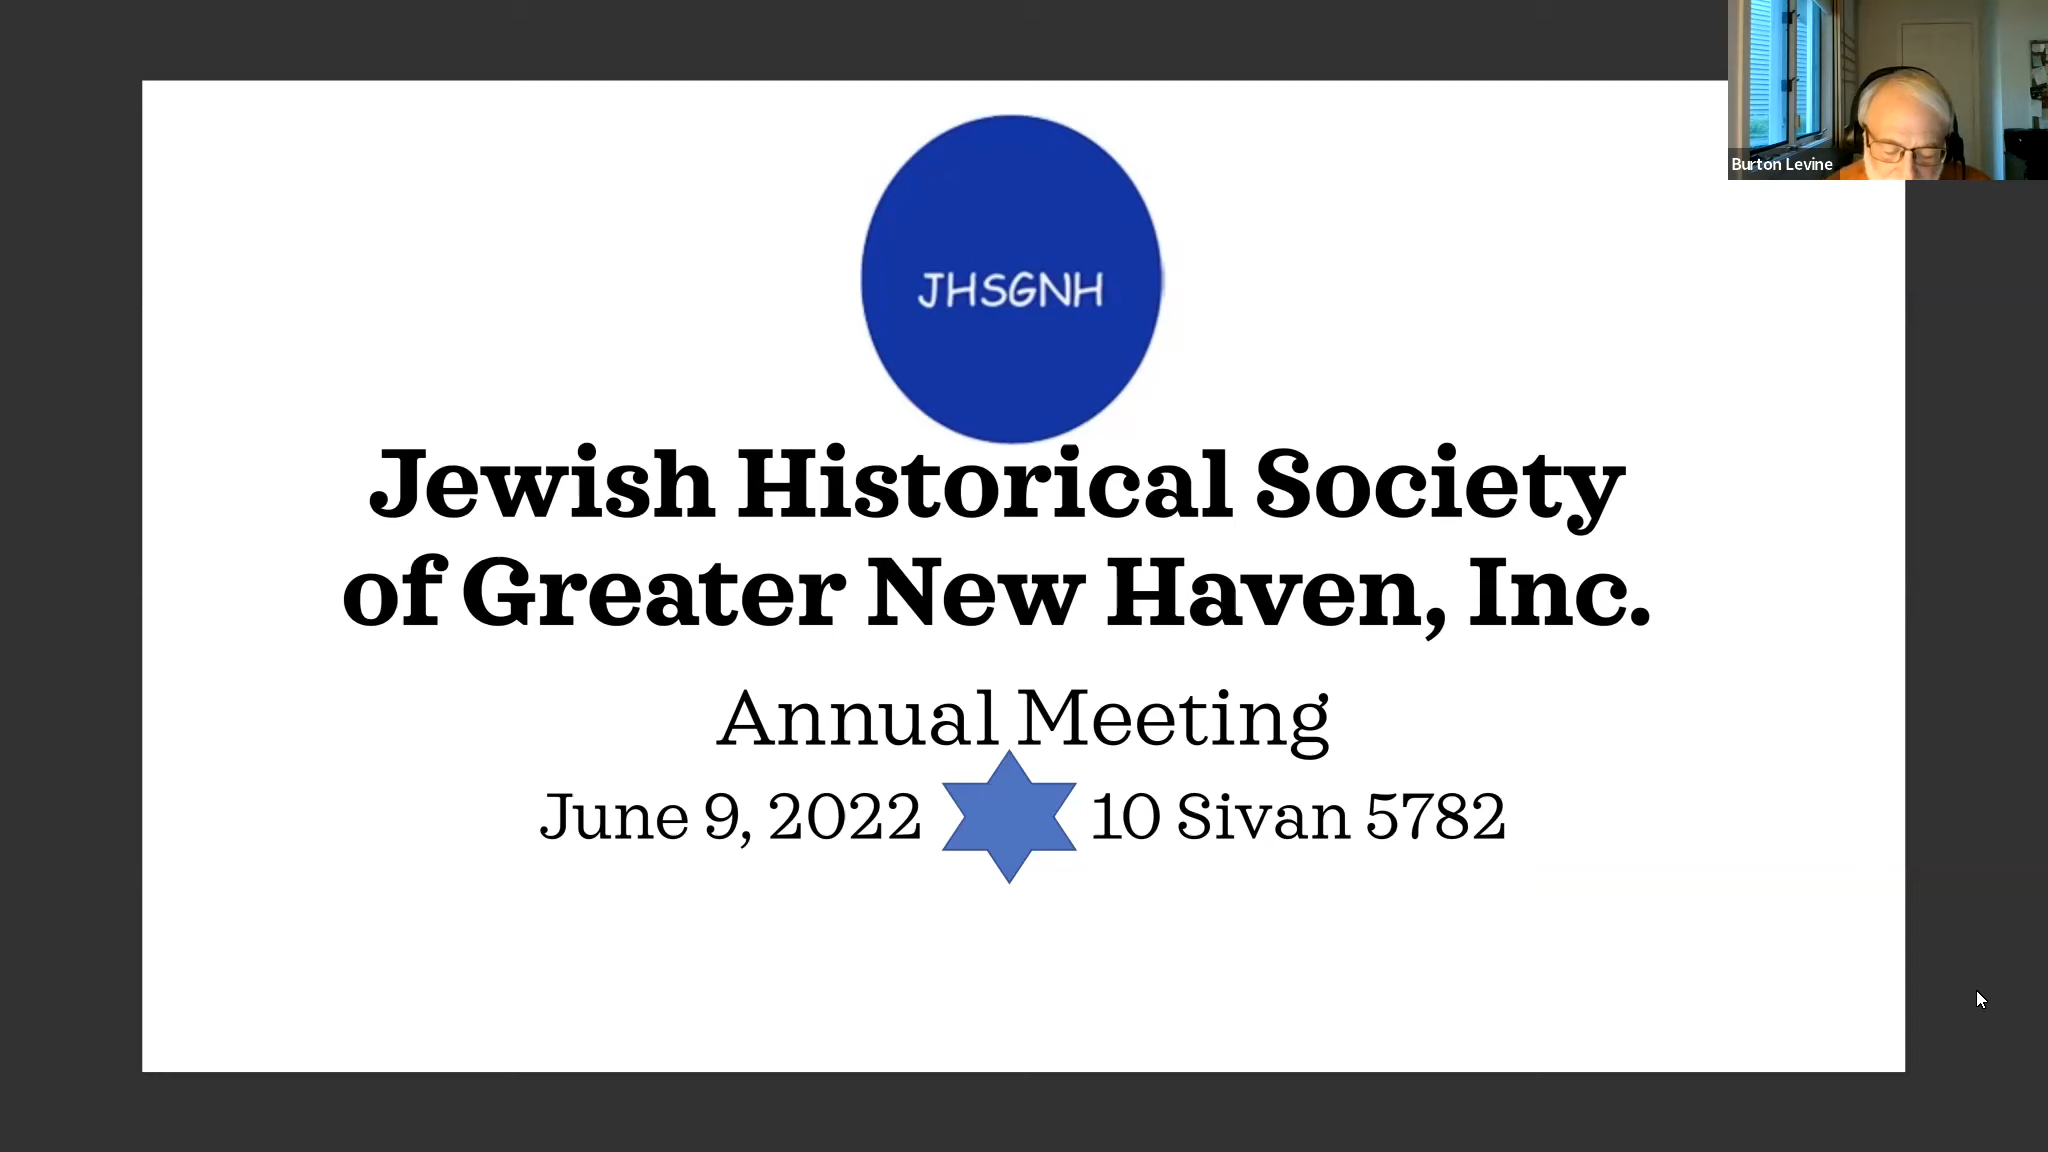 Burton Levine
JHSGNH
Jewish Historical Society
of Greater New Haven, Inc.
Annual Meeting
June 9, 2022 10 Sivan 5782